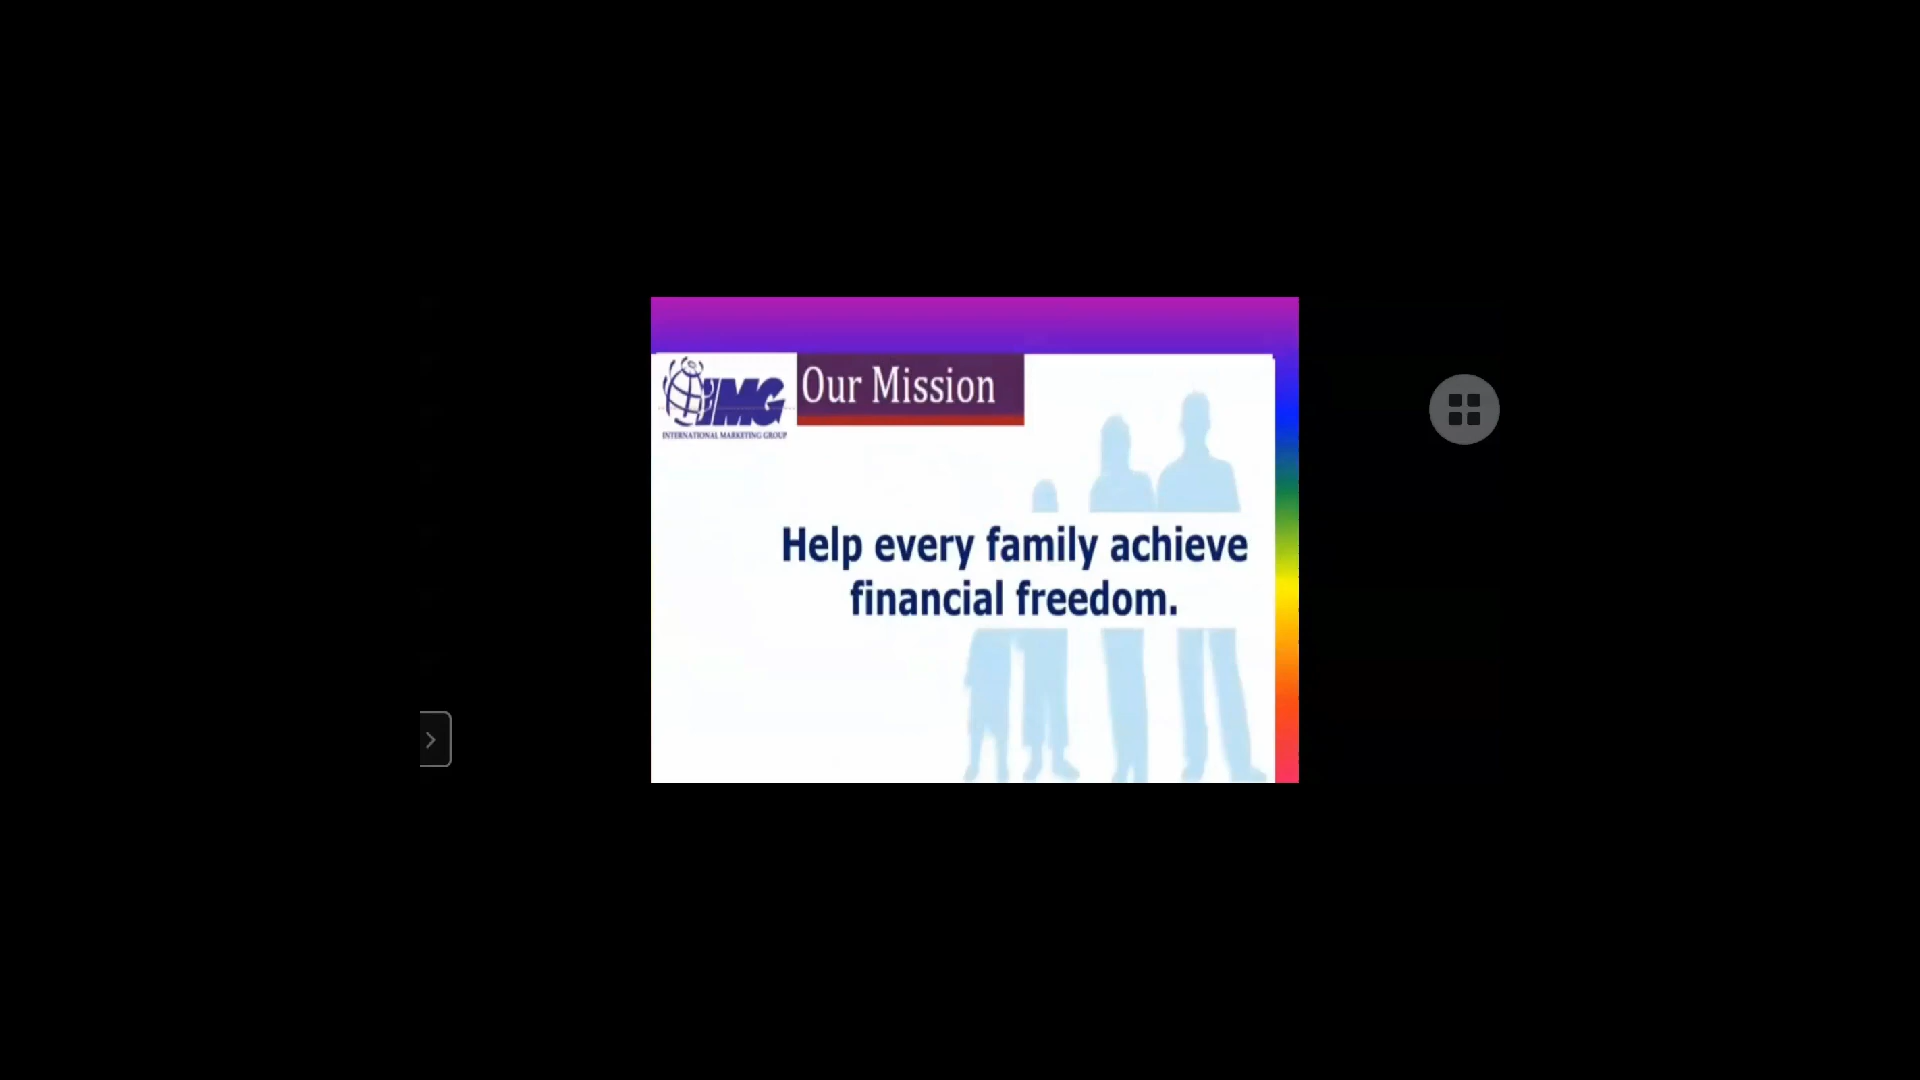 IMG
INTERNATIONAL MARKETING GROUP
Our Mission
Help every family achieve
financial freedom.